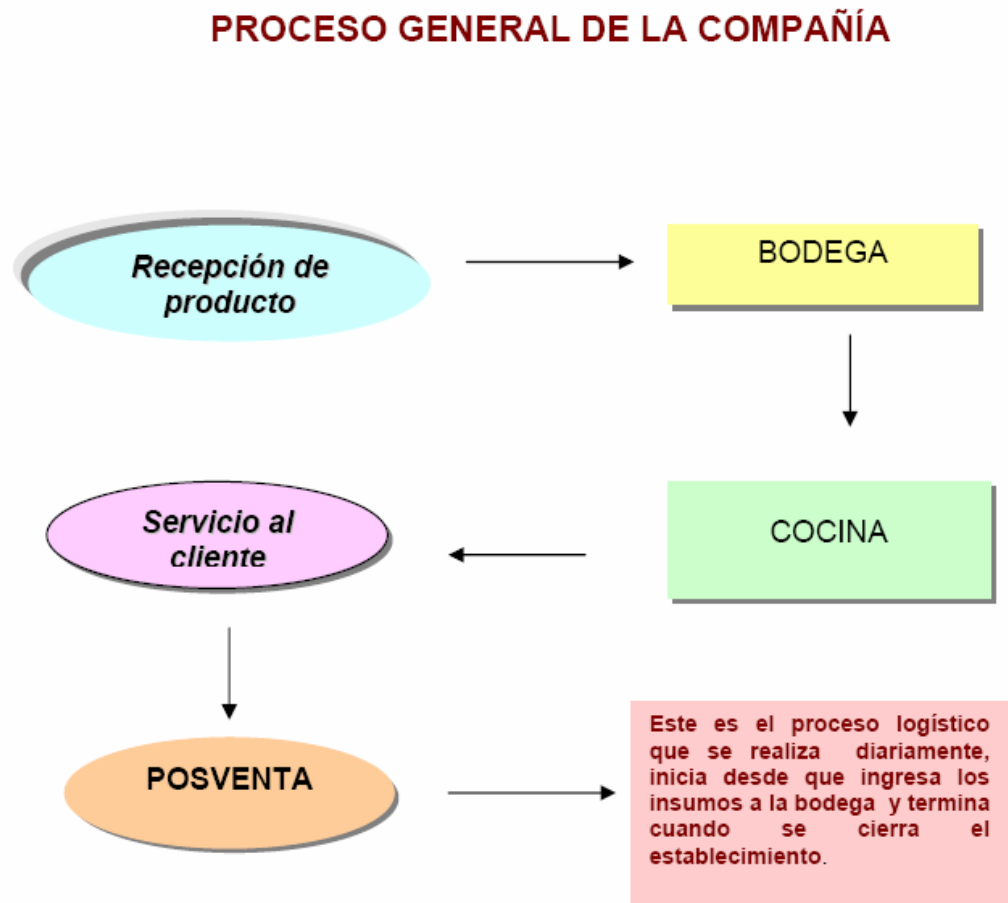 PROCESO GENERAL DE LA COMPAÑÍA
Recepción de
producto
BODEGA
COCINA
Servicio al
cliente
POSVENTA
Este es el proceso logístico
que se realiza diariamente,
inicia desde que ingresa los
insumos a la bodega y termina
cuando se cierra el
establecimiento.